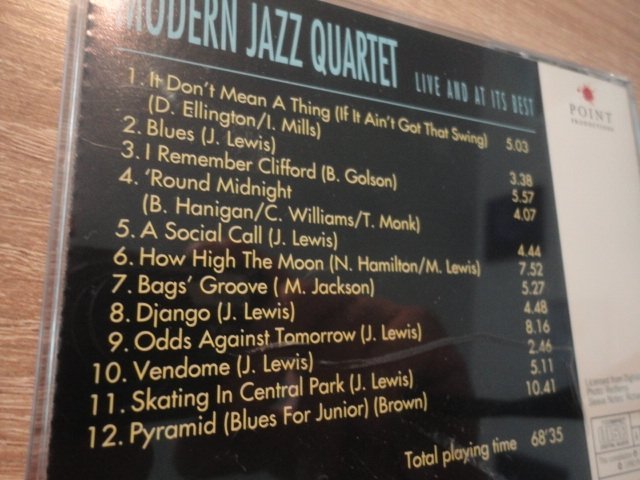 MODERN JAZZ QUARTET LIVE AND AT ITS BEST
1. It Don't Mean A Thing (If It Ain't Got That Swing)
(D. Ellington/I. Mills) 5.03
2. Blues (J. Lewis) 3.38
3. I Remember Clifford (B. Golson) 5.57
4. 'Round Midnight
(B. Hanigan/C. Williams/T. Monk) 4.07
5. A Social Call (J. Lewis) 4.44
6. How High The Moon (N. Hamilton/M. Lewis) 7.52
7. Bags' Groove ( M. Jackson) 5.27
8. Django (J. Lewis) 4.48
9. Odds Against Tomorrow (J. Lewis) 8.16
10. Vendome (J. Lewis) 2.46
11. Skating In Central Park (J. Lewis) 5.11
12. Pyramid (Blues For Junior) (Brown) 10.41
Total playing time 68'35
POINT
PRODUCTIONS
Licensed from